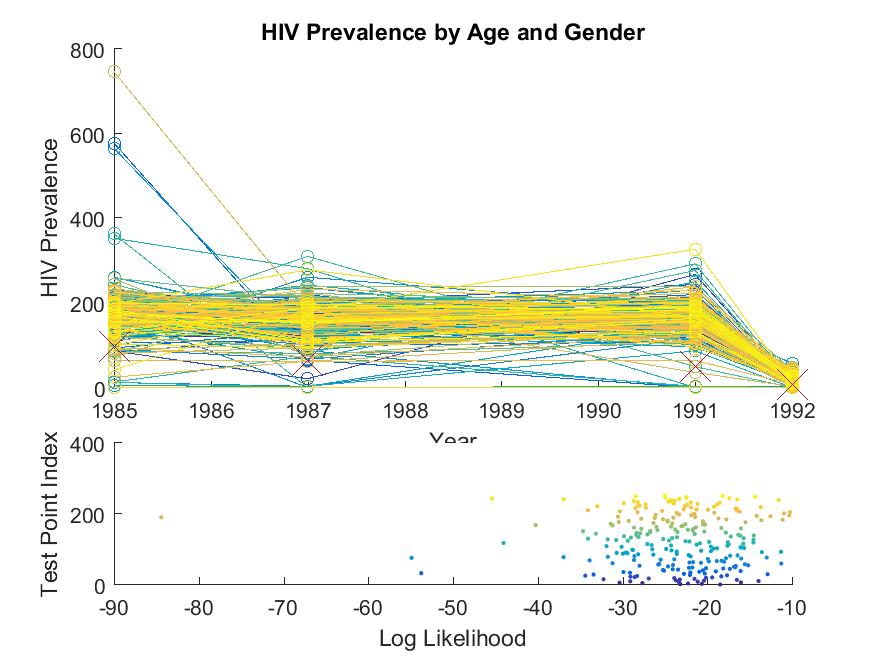 HIV Prevalence by Age and Gender
800
600
400
200
0
HIV Prevalence
1985 1986 1987 1988 1989 1990 1991 1992
Year
400
200
0
Test Point Index
-90 -80 -70 -60 -50 -40 -30 -20 -10
Log Likelihood